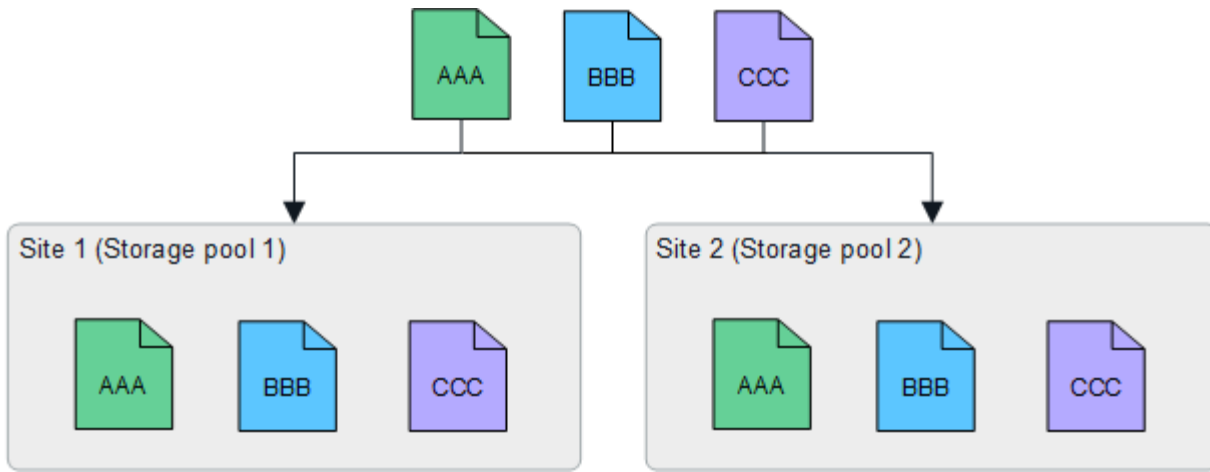 AAA
BBB
CCC
Site 1 (Storage pool 1)
AAA
BBB
CCC
Site 2 (Storage pool 2)
AAA
BBB
CCC